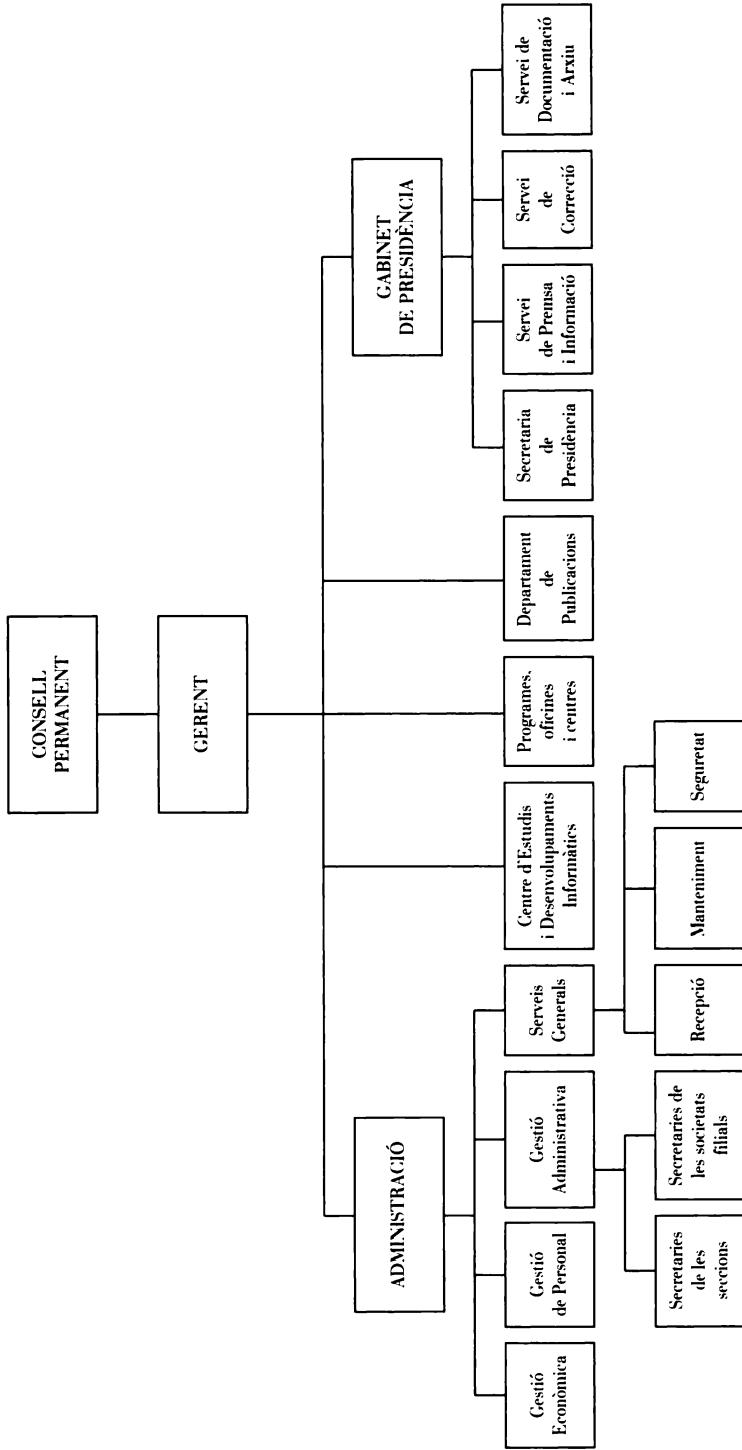 CONSELL
PERMANENT
GERENT
ADMINISTRACIÓ
GABINET
DE PRESIDÈNCIA
Gestió
Econòmica
Gestió
de Personal
Gestió
Administrativa
Serveis
Generals
Centre d'Estudis
i Desenvolupaments
Informàtics
Programes,
oficines
i centres
Departament
de
Publicacions
Secretaria
de
Presidència
Servei
de Premsa
i Informació
Servei
de
Correcció
Servei de
Documentació
i Arxiu
Secretaries
de les
seccions
Secretaries de
les societats
filials
Recepció
Manteniment
Seguretat